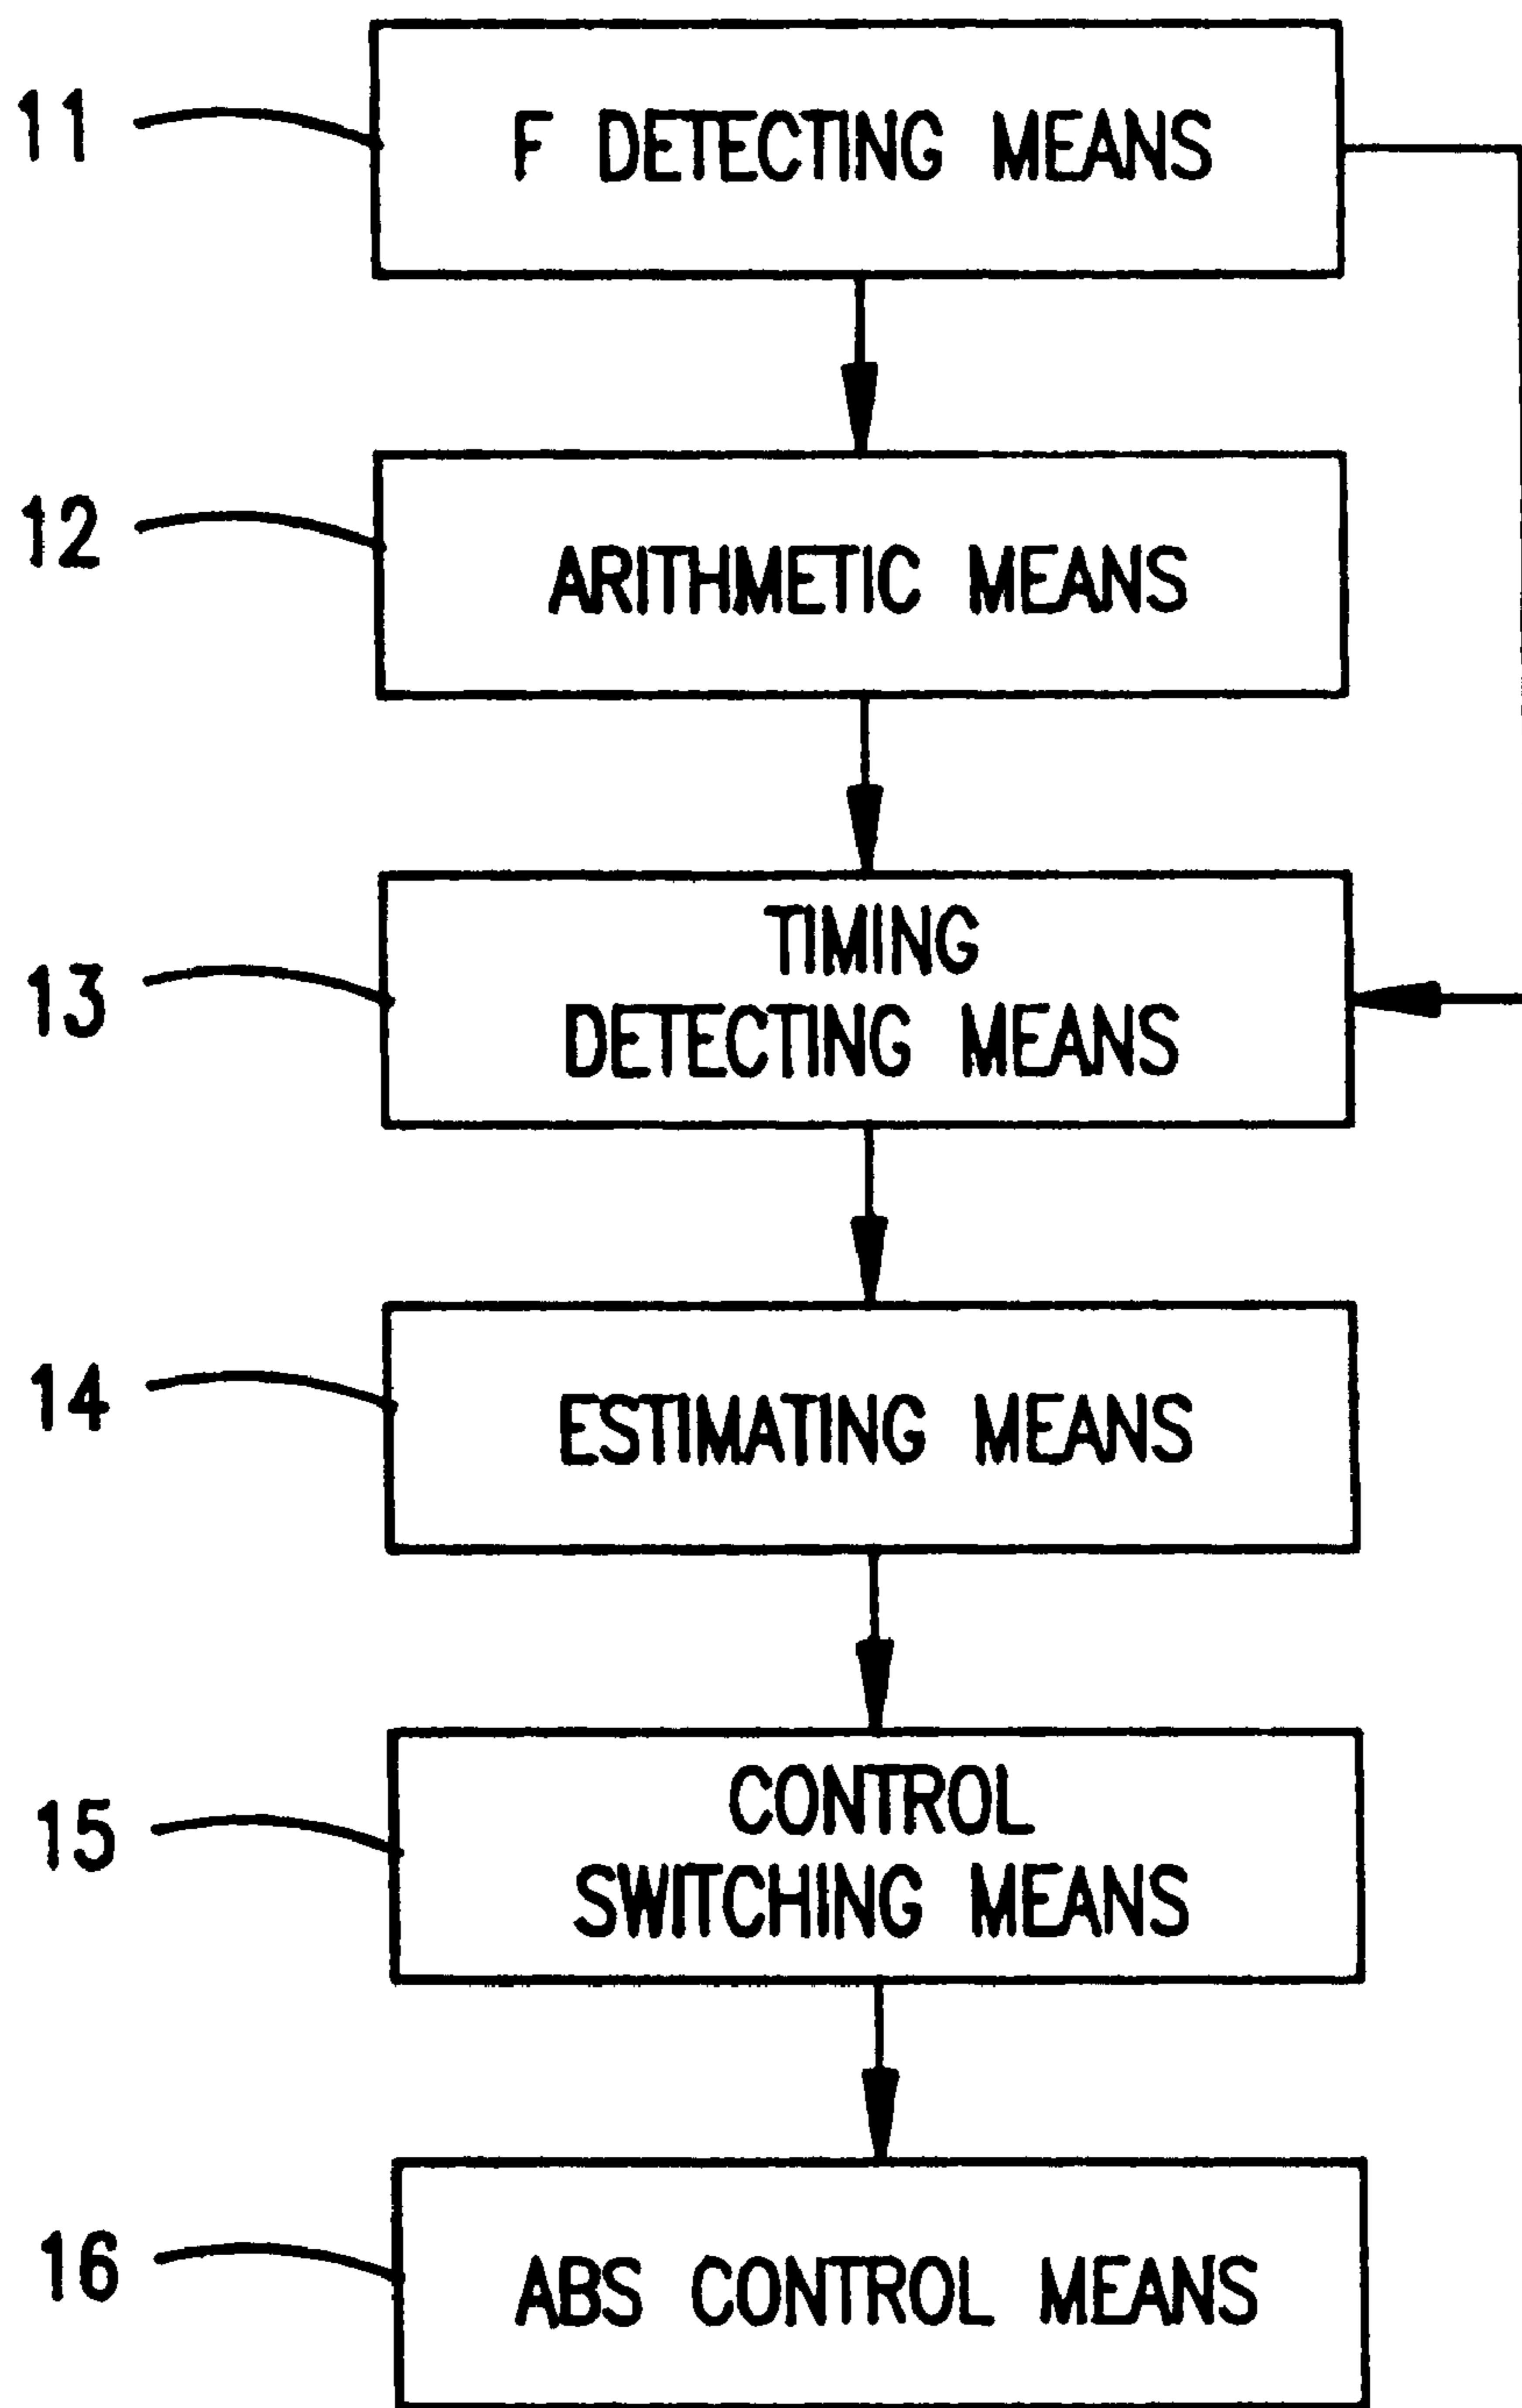 11
F DETECTING MEANS
12
ARITHMETIC MEANS
13
TIMING
DETECTING MEANS
14
ESTIMATING MEANS
15
CONTROL
SWITCHING MEANS
16
ABS CONTROL MEANS